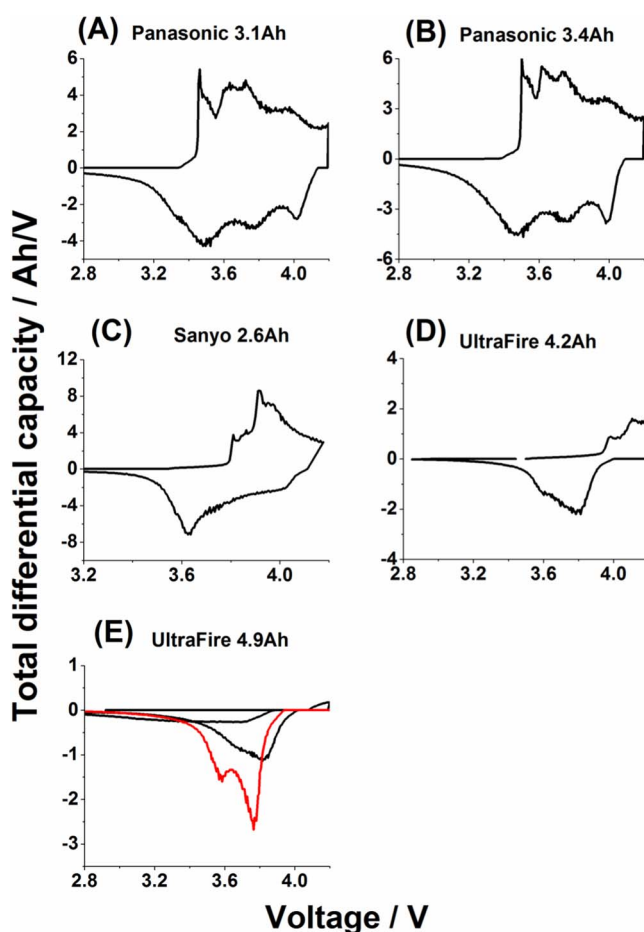 (A) Panasonic 3.1Ah
6
4
2
0
-2
-4
2.8 3.2 3.6 4.0
(B) Panasonic 3.4Ah
6
3
0
-3
-6
2.8 3.2 3.6 4.0
(C) Sanyo 2.6Ah
12
8
4
0
-4
-8
3.2 3.6 4.0
(D) UltraFire 4.2Ah
4
2
0
-2
-4
2.8 3.2 3.6 4.0
(E) UltraFire 4.9Ah
1
0
-1
-2
-3
2.8 3.2 3.6 4.0
Total differential capacity / Ah/V
Voltage / V